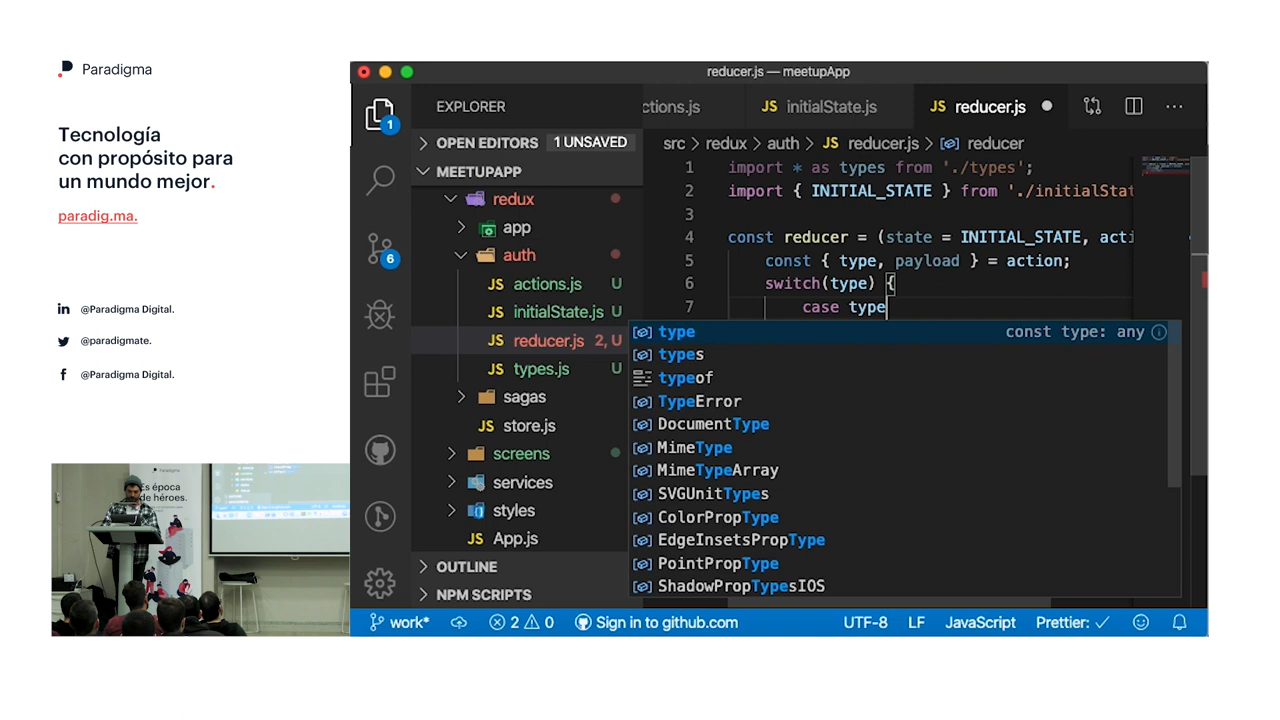 Paradigma
Tecnología
con propósito para
un mundo mejor.
paradig.ma.
@Paradigma Digital.
@paradigmate.
@Paradigma Digital.
Paradigma
Es época
de héroes.
reducer.js — meetupApp
1
6
EXPLORER
OPEN EDITORS 1 UNSAVED
MEETUPAPP
redux
app
auth
JS actions.js U
JS initialState.js U
JS reducer.js 2, U
JS types.js U
sagas
JS store.js
screens
services
styles
JS App.js
OUTLINE
NPM SCRIPTS
ctions.js JS initialState.js JS reducer.js
src > redux > auth > JS reducer.js > reducer
1 import * as types from './types';
2 import { INITIAL_STATE } from './initialStat
3
4 const reducer = (state = INITIAL_STATE, acti
5 const { type, payload } = action;
6 switch(type) {
7 case type
type const type: any
types
typeof
TypeError
DocumentType
MimeType
MimeTypeArray
SVGUnitTypes
ColorPropType
EdgeInsetsPropType
PointPropType
ShadowPropTypesIOS
work* 2 0 Sign in to github.com UTF-8 LF JavaScript Prettier: ✓